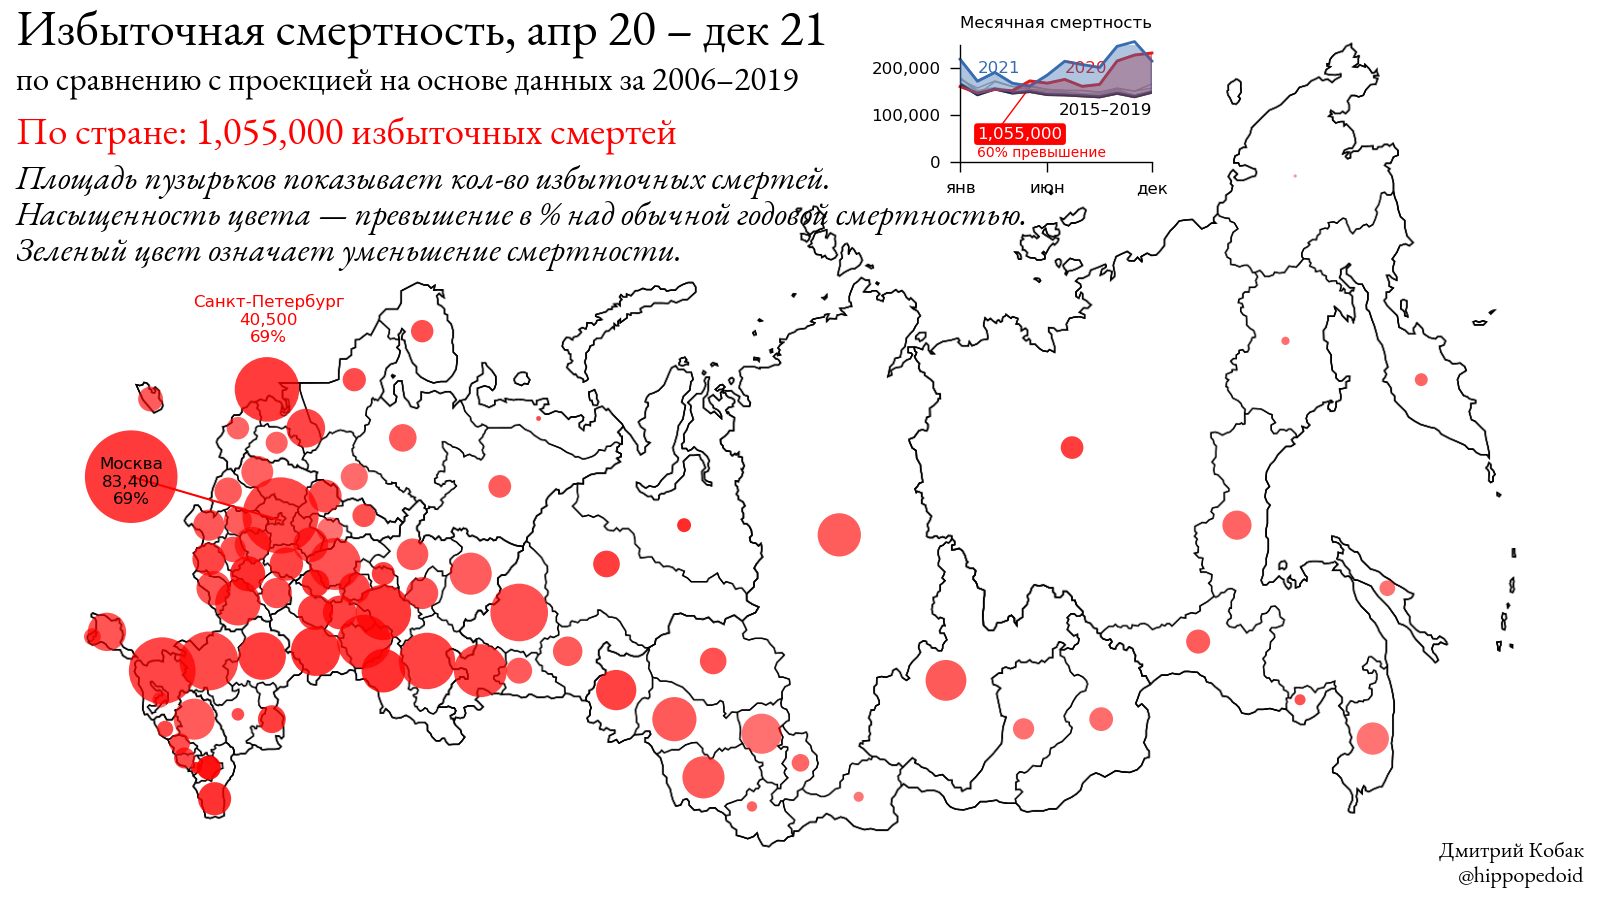 Избыточная смертность, апр 20 – дек 21
по сравнению с проекцией на основе данных за 2006–2019
По стране: 1,055,000 избыточных смертей
Площадь пузырьков показывает кол-во избыточных смертей.
Насыщенность цвета — превышение в % над обычной годовой смертностью.
Зеленый цвет означает уменьшение смертности.
Месячная смертность
200,000
100,000
0
2021
2020
2015–2019
1,055,000
60% превышение
янв
июн
дек
Санкт-Петербург
40,500
69%
Москва
83,400
69%
Дмитрий Кобак
@hippopedoid